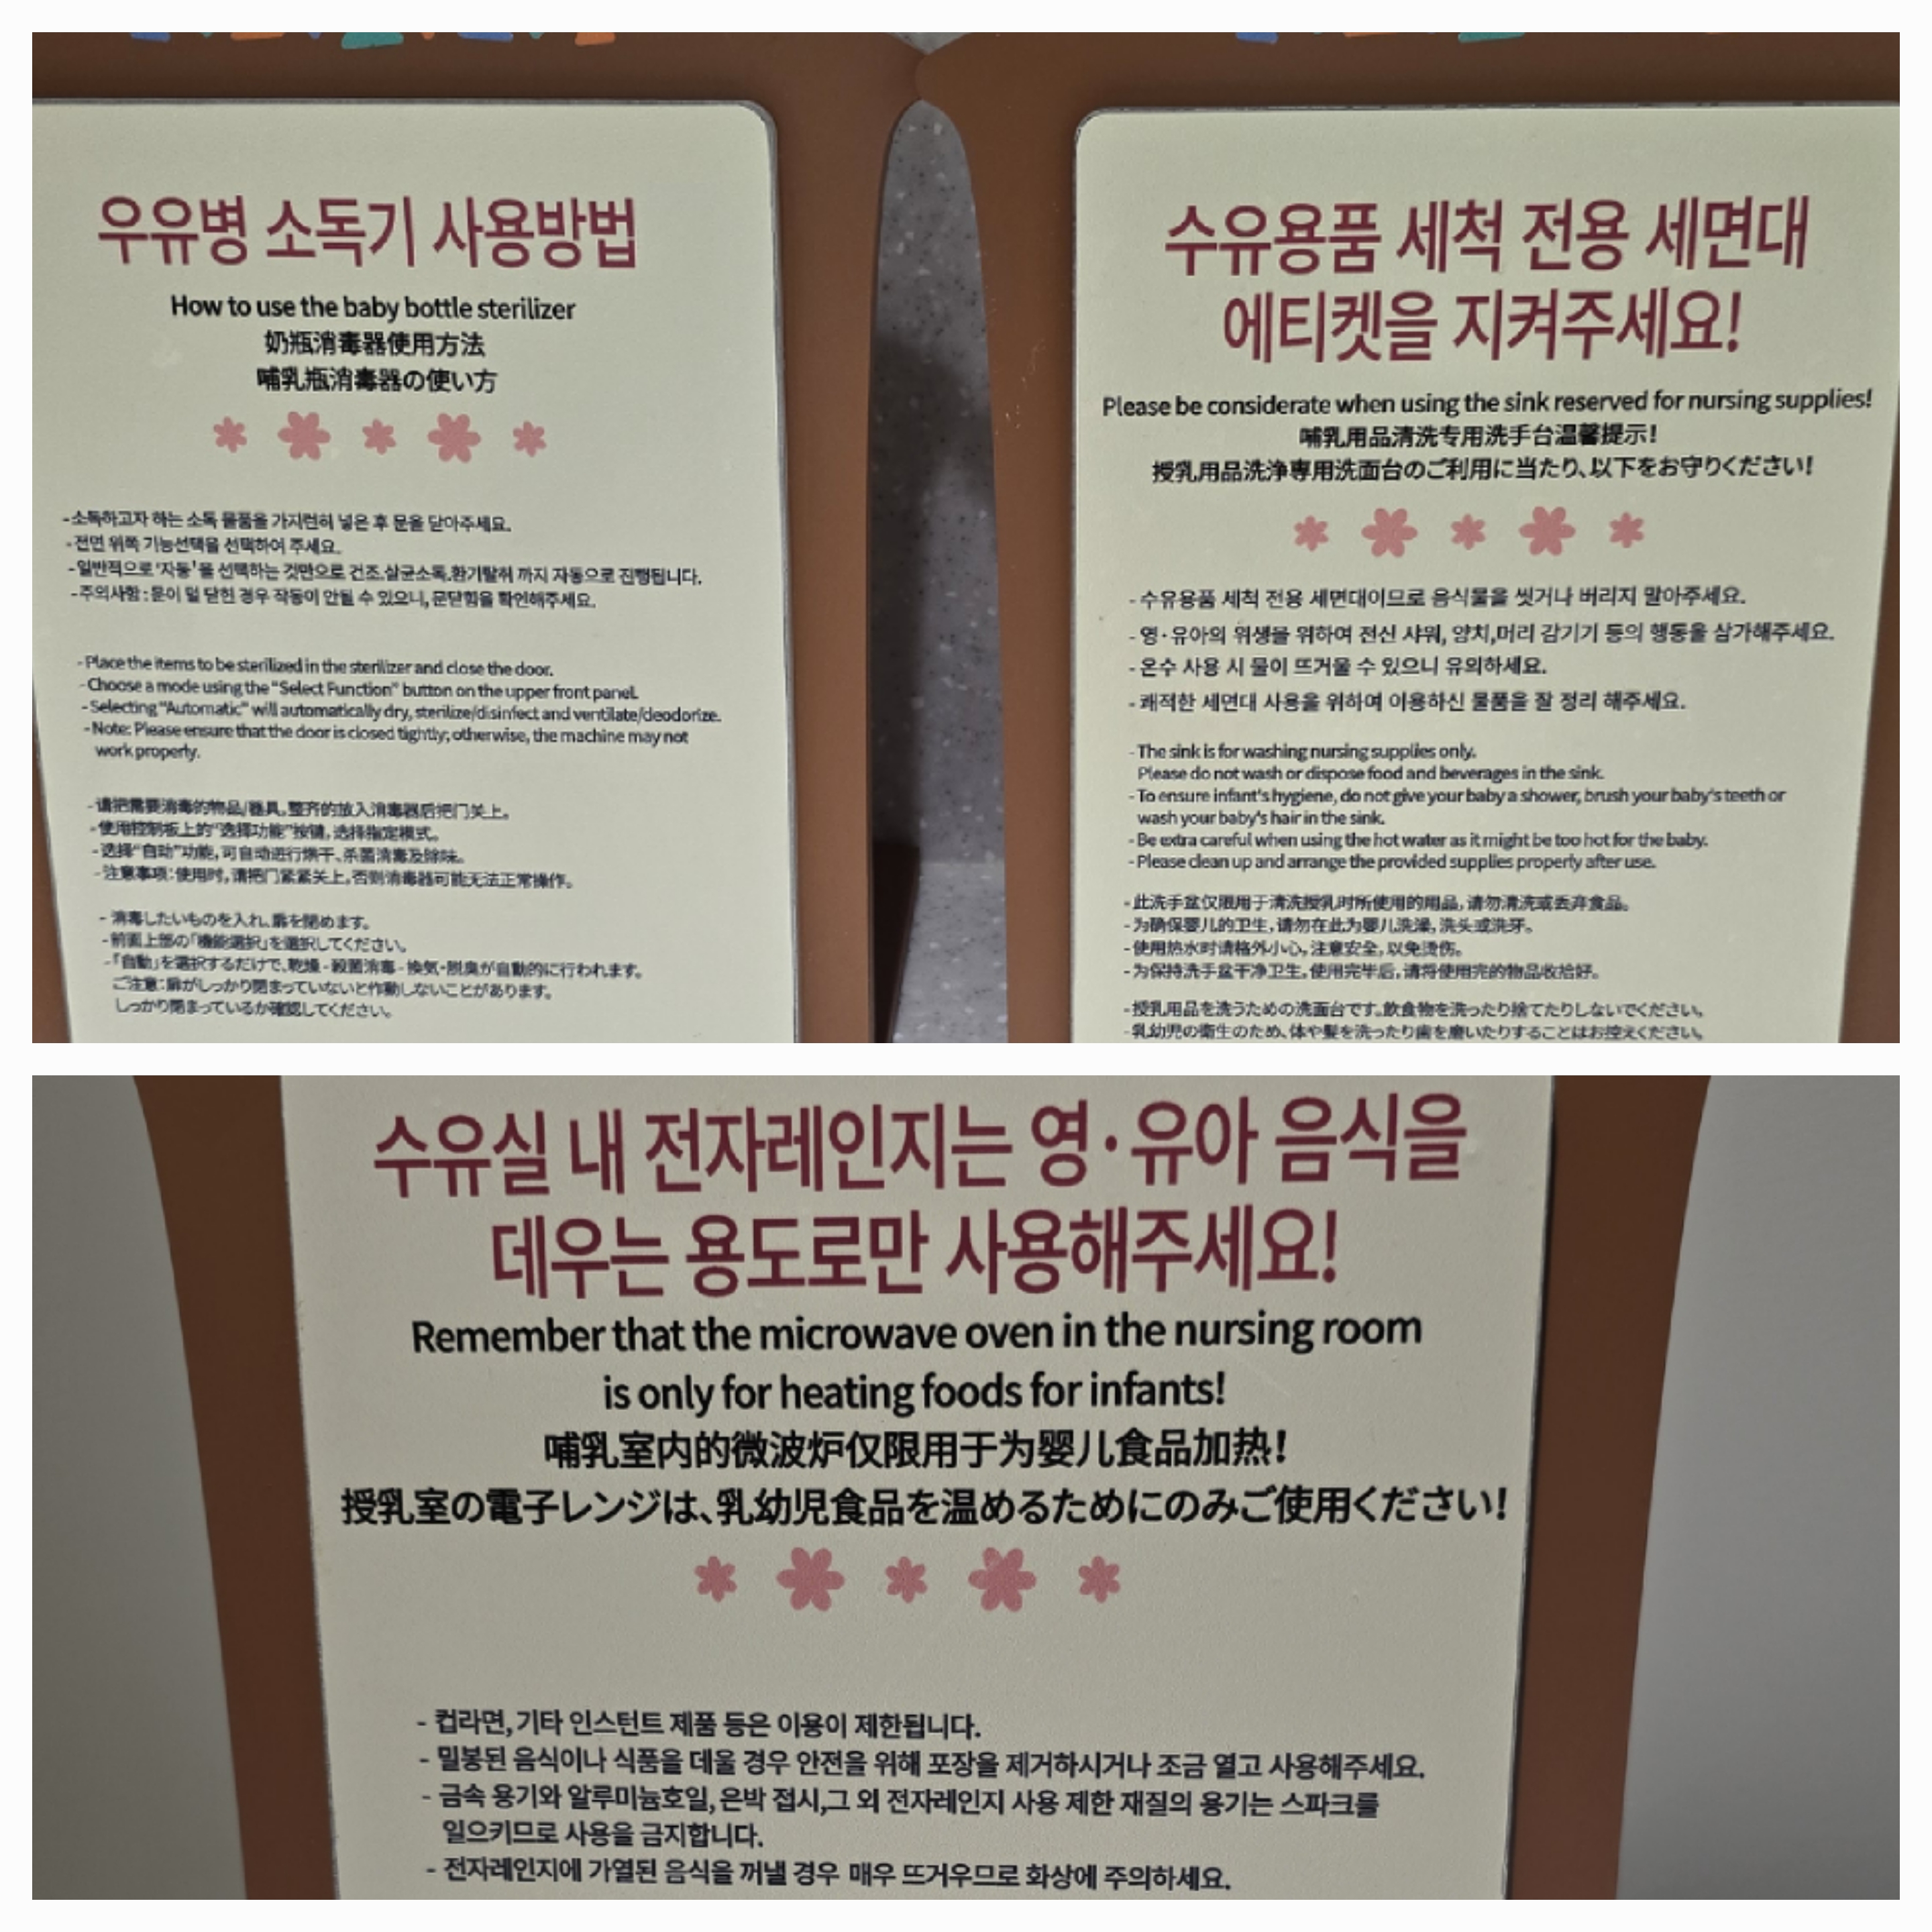 우유병 소독기 사용방법
How to use the baby bottle sterilizer
奶瓶消毒器使用方法
哺乳瓶消毒器の使い方
-소독하고자 하는 소독 물품을 가지런히 넣은 후 문을 닫아주세요.
-전면 위쪽 기능선택을 선택하여 주세요.
-일반적으로 '자동'을 선택하는 것만으로 건조.살균소독.환기탈취 까지 자동으로 진행됩니다.
-주의사항 : 문이 덜 닫힌 경우 작동이 안될 수 있으니, 문닫힘을 확인해주세요.
- Place the items to be sterilized in the sterilizer and close the door.
- Choose a mode using the “Select Function” button on the upper front panel.
- Selecting “Automatic” will automatically dry, sterilize/disinfect and ventilate/deodorize.
- Note: Please ensure that the door is closed tightly; otherwise, the machine may not
work properly.
- 请把需要消毒的物品/器具，整齐的放入消毒器后把门关上。
- 使用控制板上的“选择功能”按键，选择指定模式。
- 选择“自动”功能，可自动进行烘干、杀菌消毒及除味。
- 注意事项：使用时，请把门紧紧关上，否则消毒器可能无法正常操作。
- 消毒したいものを入れ、扉を閉めます。
- 前面上部の「機能選択」を選択してください。
-「自動」を選択するだけで、乾燥・殺菌消毒・換気・脱臭が自動的に行われます。
ご注意：扉がしっかり閉まっていないと作動しないことがあります。
しっかり閉まっているか確認してください。
수유용품 세척 전용 세면대
에티켓을 지켜주세요!
Please be considerate when using the sink reserved for nursing supplies!
哺乳用品清洗专用洗手台温馨提示！
授乳用品洗浄専用洗面台のご利用に当たり、以下をお守りください！
- 수유용품 세척 전용 세면대이므로 음식물을 씻거나 버리지 말아주세요.
- 영·유아의 위생을 위하여 전신 샤워, 양치,머리 감기기 등의 행동을 삼가해주세요.
- 온수 사용 시 물이 뜨거울 수 있으니 유의하세요.
- 쾌적한 세면대 사용을 위하여 이용하신 물품을 잘 정리 해주세요.
- The sink is for washing nursing supplies only.
Please do not wash or dispose food and beverages in the sink.
- To ensure infant's hygiene, do not give your baby a shower, brush your baby's teeth or
wash your baby's hair in the sink.
- Be extra careful when using the hot water as it might be too hot for the baby.
- Please clean up and arrange the provided supplies properly after use.
- 此洗手盆仅限用于清洗授乳时所使用的用品，请勿清洗或丢弃食品。
- 为确保婴儿的卫生，请勿在此为婴儿洗澡，洗头或洗牙。
- 使用热水时请格外小心，注意安全，以免烫伤。
- 为保持洗手盆干净卫生，使用完毕后，请将使用完的物品收拾好。
- 授乳用品を洗うための洗面台です。飲食物を洗ったり捨てたりしないでください。
- 乳幼児の衛生のため、体や髪を洗ったり歯を磨いたりすることはお控えください。
수유실 내 전자레인지는 영·유아 음식을
데우는 용도로만 사용해주세요!
Remember that the microwave oven in the nursing room
is only for heating foods for infants!
哺乳室内的微波炉仅限用于为婴儿食品加热！
授乳室の電子レンジは、乳幼児食品を温めるためにのみご使用ください！
- 컵라면, 기타 인스턴트 제품 등은 이용이 제한됩니다.
- 밀봉된 음식이나 식품을 데울 경우 안전을 위해 포장을 제거하시거나 조금 열고 사용해주세요.
- 금속 용기와 알루미늄호일, 은박 접시,그 외 전자레인지 사용 제한 재질의 용기는 스파크를
일으키므로 사용을 금지합니다.
- 전자레인지에 가열된 음식을 꺼낼 경우 매우 뜨거우므로 화상에 주의하세요.